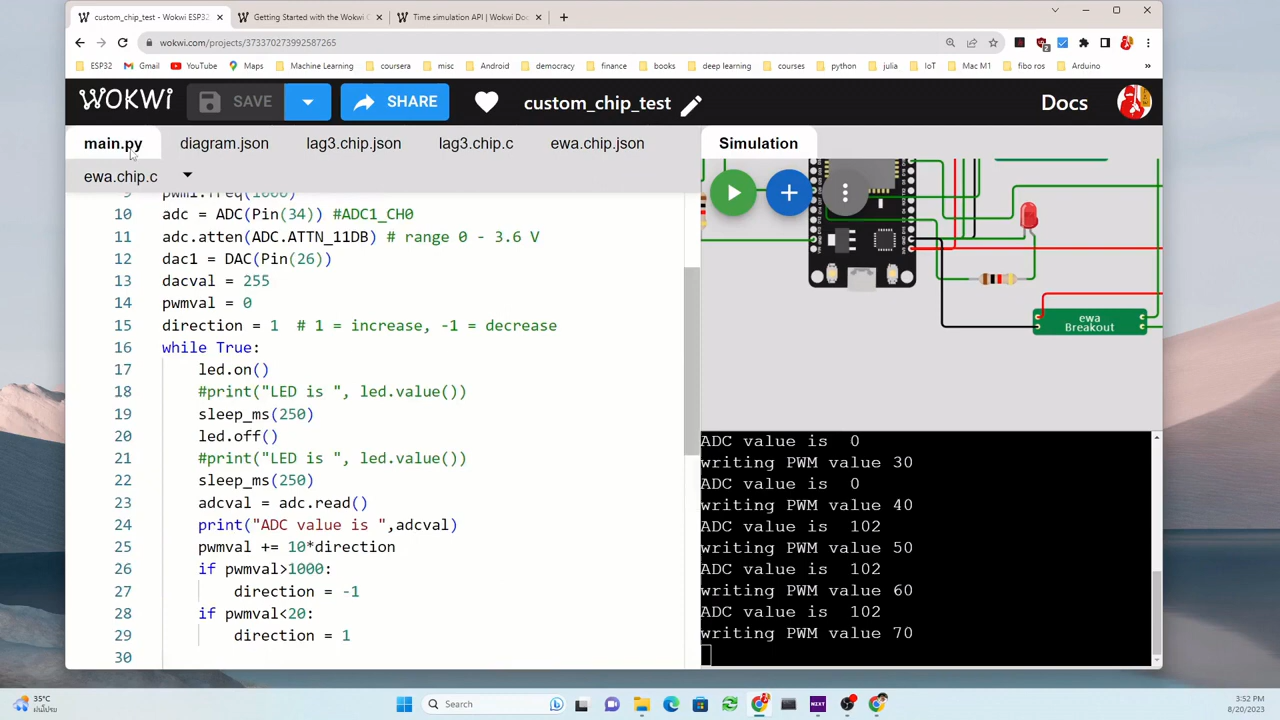 custom_chip_test - Wokwi ESP32
Getting Started with the Wokwi C
Time simulation API | Wokwi Doc
wokwi.com/projects/373370273992587265
ESP32 Gmail YouTube Maps Machine Learning coursera misc Android democracy finance books deep learning courses python julia IoT Mac M1 fibo ros Arduino »
WOKWI SAVE SHARE custom_chip_test Docs
main.py diagram.json lag3.chip.json lag3.chip.c ewa.chip.json
ewa.chip.c
Simulation
9 pwm1.freq(1000)
10 adc = ADC(Pin(34)) #ADC1_CH0
11 adc.atten(ADC.ATTN_11DB) # range 0 - 3.6 V
12 dac1 = DAC(Pin(26))
13 dacval = 255
14 pwmval = 0
15 direction = 1 # 1 = increase, -1 = decrease
16 while True:
17 led.on()
18 #print("LED is ", led.value())
19 sleep_ms(250)
20 led.off()
21 #print("LED is ", led.value())
22 sleep_ms(250)
23 adcval = adc.read()
24 print("ADC value is ",adcval)
25 pwmval += 10*direction
26 if pwmval>1000:
27 direction = -1
28 if pwmval<20:
29 direction = 1
30
ewa
Breakout
ADC value is 0
writing PWM value 30
ADC value is 0
writing PWM value 40
ADC value is 102
writing PWM value 50
ADC value is 102
writing PWM value 60
ADC value is 102
writing PWM value 70
35°C
Search
3:52 PM
8/20/2023